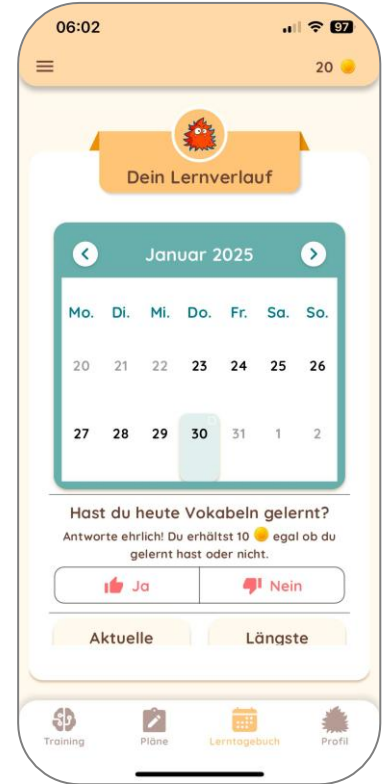 06:02 97
20
Dein Lernverlauf
Januar 2025
Mo. Di. Mi. Do. Fr. Sa. So.
20 21 22 23 24 25 26
27 28 29 30 31 1 2
Hast du heute Vokabeln gelernt?
Antworte ehrlich! Du erhältst 10 egal ob du
gelernt hast oder nicht.
Ja Nein
Aktuelle Längste
Training Pläne Lerntagebuch Profil